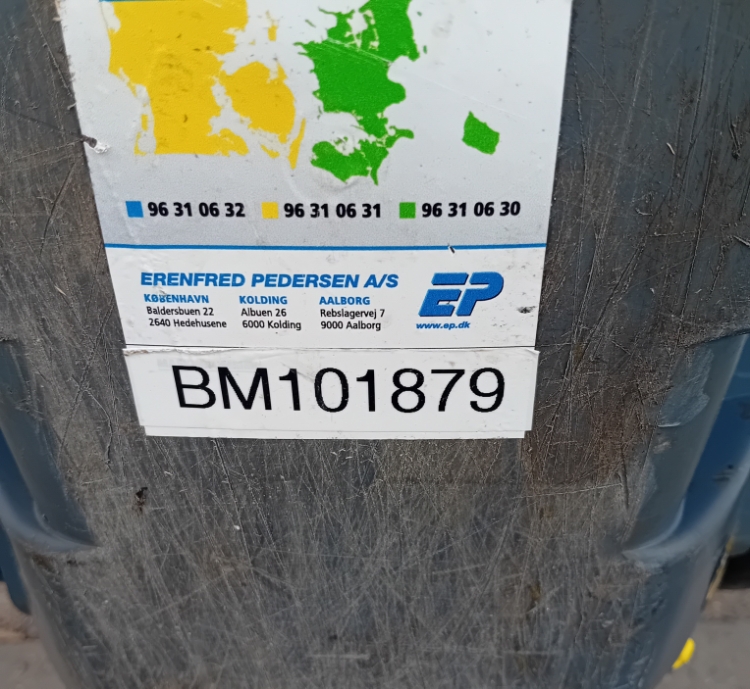 96 31 06 32 96 31 06 31 96 31 06 30
ERENFRED PEDERSEN A/S
EP
www.ep.dk
KØBENHAVN
Baldersbuen 22
2640 Hedehusene
KOLDING
Albuen 26
6000 Kolding
AALBORG
Rebslagervej 7
9000 Aalborg
BM101879